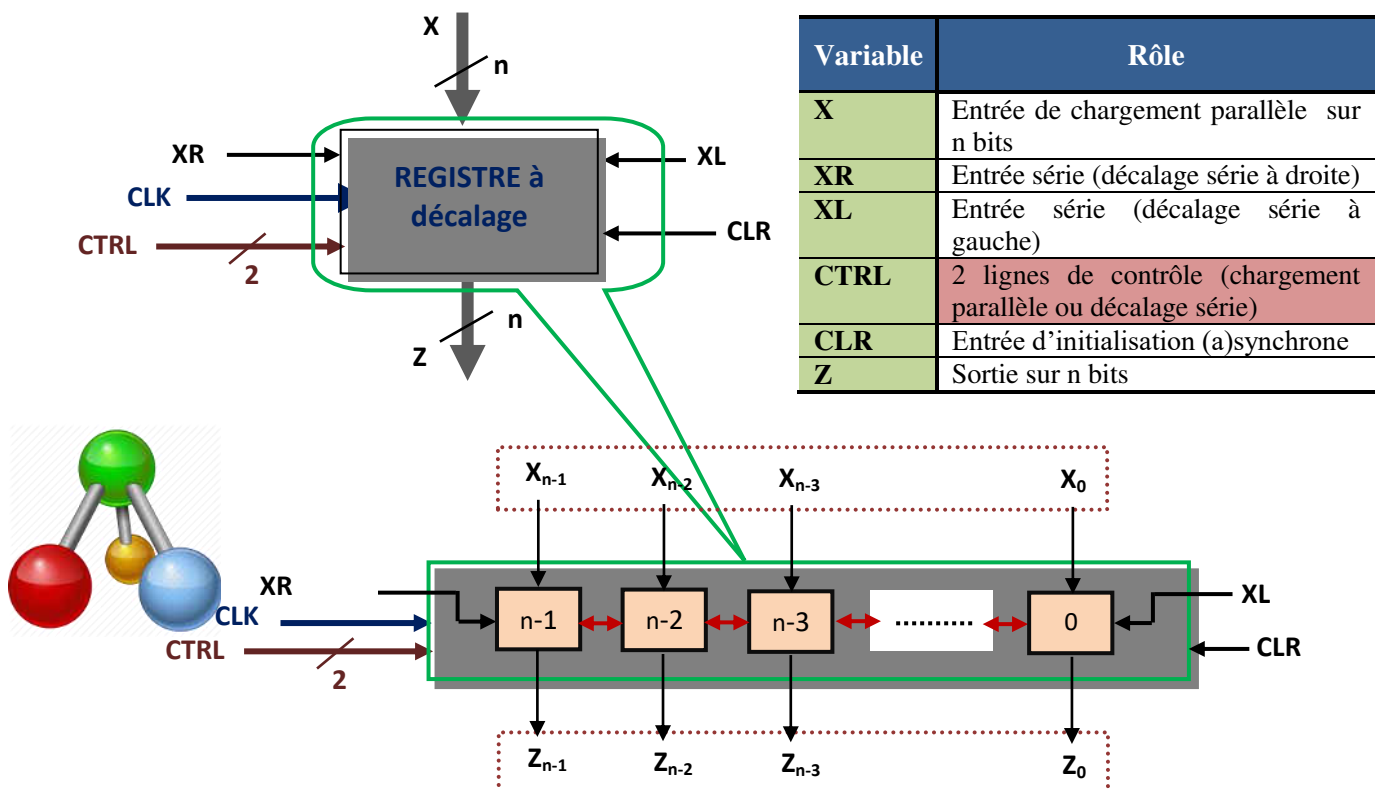 X
n
XR
CLK
CTRL
2
REGISTRE à
décalage
XL
CLR
n
Z
Variable Rôle
X Entrée de chargement parallèle sur
n bits
XR Entrée série (décalage série à droite)
XL Entrée série (décalage série à
gauche)
CTRL 2 lignes de contrôle (chargement
parallèle ou décalage série)
CLR Entrée d'initialisation (a)synchrone
Z Sortie sur n bits
Xn-1 Xn-2 Xn-3 X0
XR
CLK
CTRL
2
n-1 n-2 n-3 .......... 0
XL
CLR
Zn-1 Zn-2 Zn-3 Z0